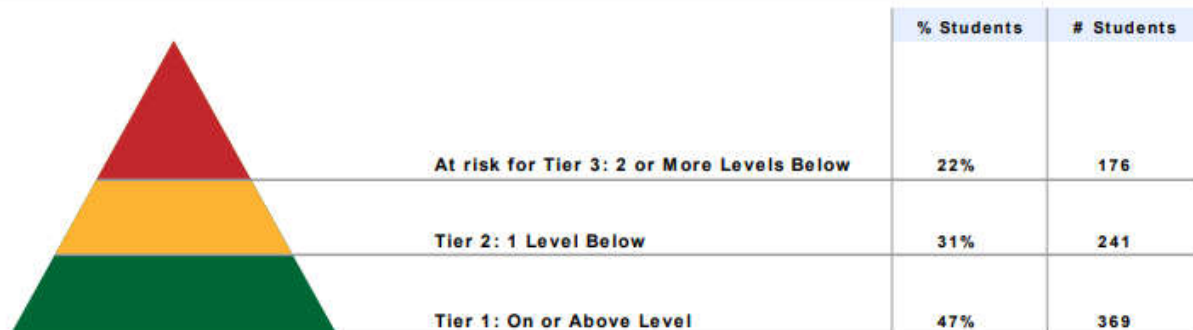 % Students # Students
At risk for Tier 3: 2 or More Levels Below 22% 176
Tier 2: 1 Level Below 31% 241
Tier 1: On or Above Level 47% 369